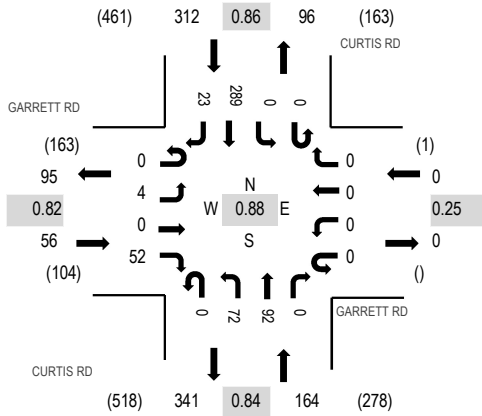 (461) 312 0.86 96 (163)
CURTIS RD
23 289 0 0
GARRETT RD
(163) 0 0 (1)
95 4 N 0 0
0.82 W 0.88 E 0.25
56 0 S 0 0
(104) 52 0 ()
0 72 92 0
GARRETT RD
CURTIS RD
(518) 341 0.84 164 (278)